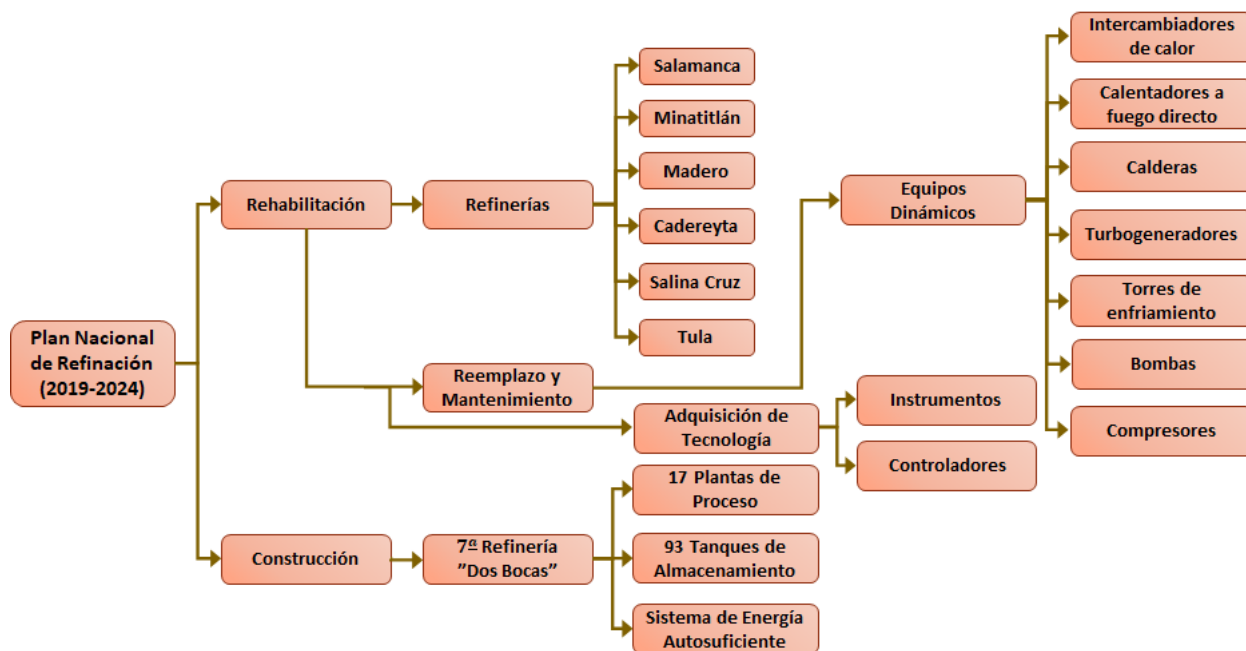 Plan Nacional
de Refinación
(2019-2024)
Rehabilitación
Refinerías
Salamanca
Minatitlán
Madero
Cadereyta
Salina Cruz
Tula
Reemplazo y
Mantenimiento
Equipos
Dinámicos
Intercambiadores
de calor
Calentadores a
fuego directo
Calderas
Turbogeneradores
Torres de
enfriamiento
Bombas
Compresores
Adquisición de
Tecnología
Instrumentos
Controladores
Construcción
7ª Refinería
”Dos Bocas”
17 Plantas de
Proceso
93 Tanques de
Almacenamiento
Sistema de Energía
Autosuficiente